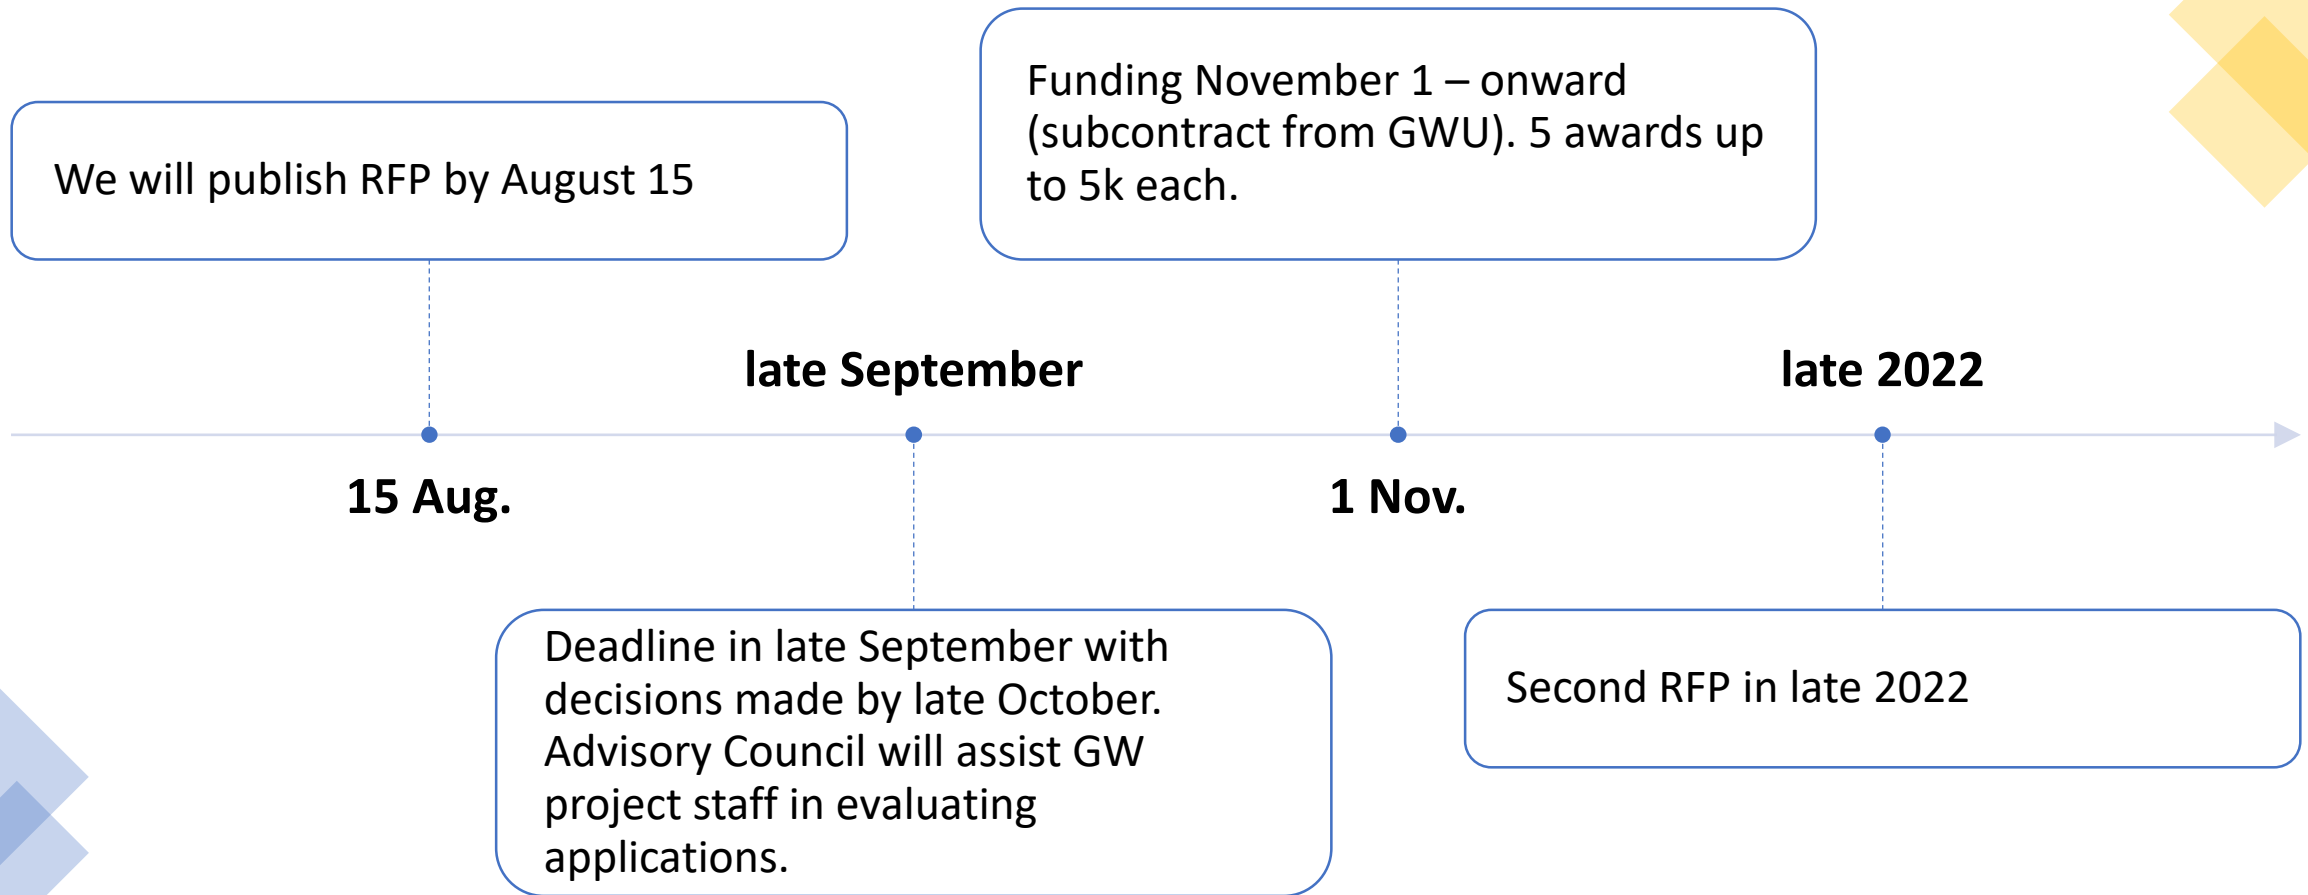 We will publish RFP by August 15
Funding November 1 – onward
(subcontract from GWU). 5 awards up
to 5k each.
late September
late 2022
15 Aug.
1 Nov.
Deadline in late September with
decisions made by late October.
Advisory Council will assist GW
project staff in evaluating
applications.
Second RFP in late 2022